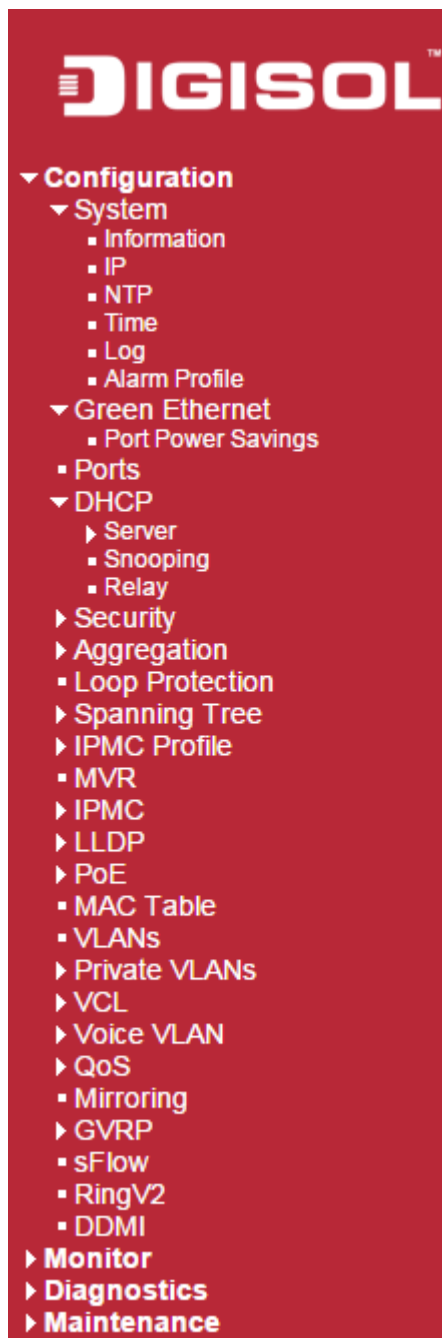 DIGISOL™
Configuration
System
Information
IP
NTP
Time
Log
Alarm Profile
Green Ethernet
Port Power Savings
Ports
DHCP
Server
Snooping
Relay
Security
Aggregation
Loop Protection
Spanning Tree
IPMC Profile
MVR
IPMC
LLDP
PoE
MAC Table
VLANs
Private VLANs
VCL
Voice VLAN
QoS
Mirroring
GVRP
sFlow
RingV2
DDMI
Monitor
Diagnostics
Maintenance